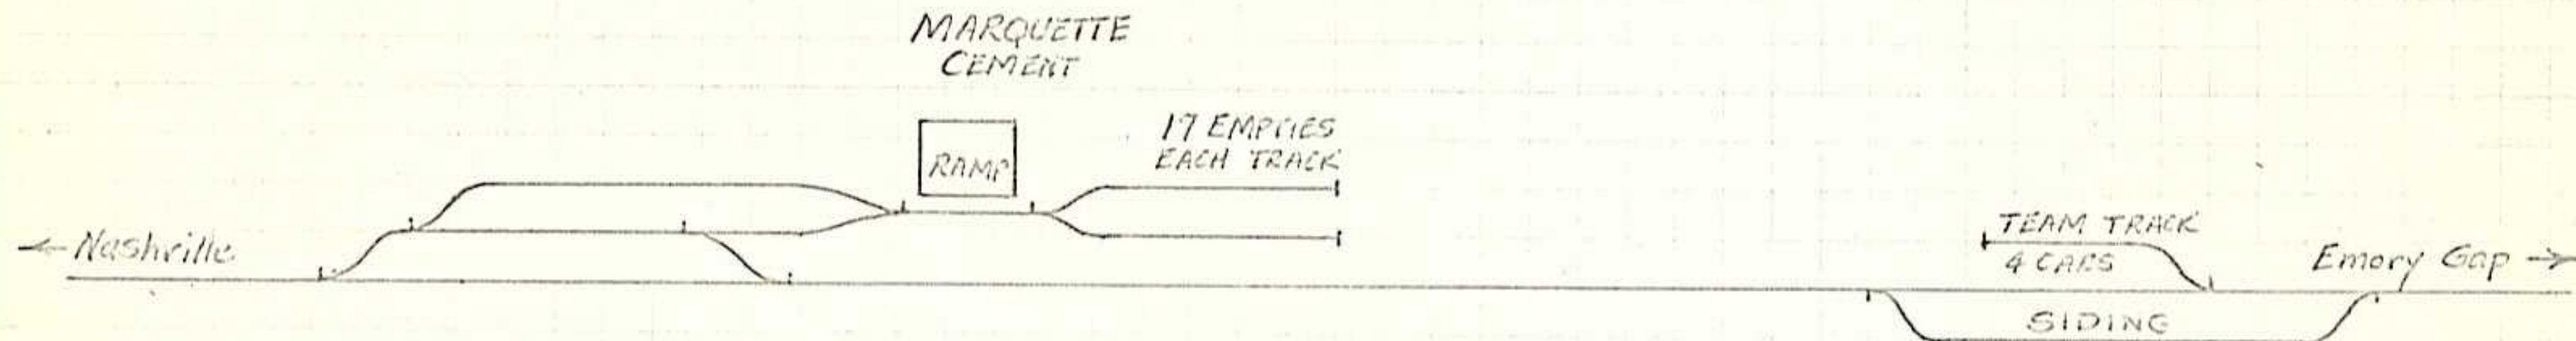 MARQUETTE
CEMENT
RAMP
17 EMPTIES
EACH TRACK
← Nashville
TEAM TRACK
4 CARS
Emory Gap →
SIDING